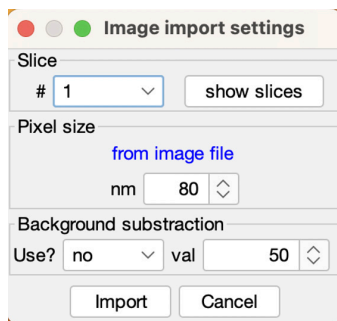 Image import settings
Slice
# 1 show slices
Pixel size
from image file
nm 80
Background substraction
Use? no val 50
Import Cancel